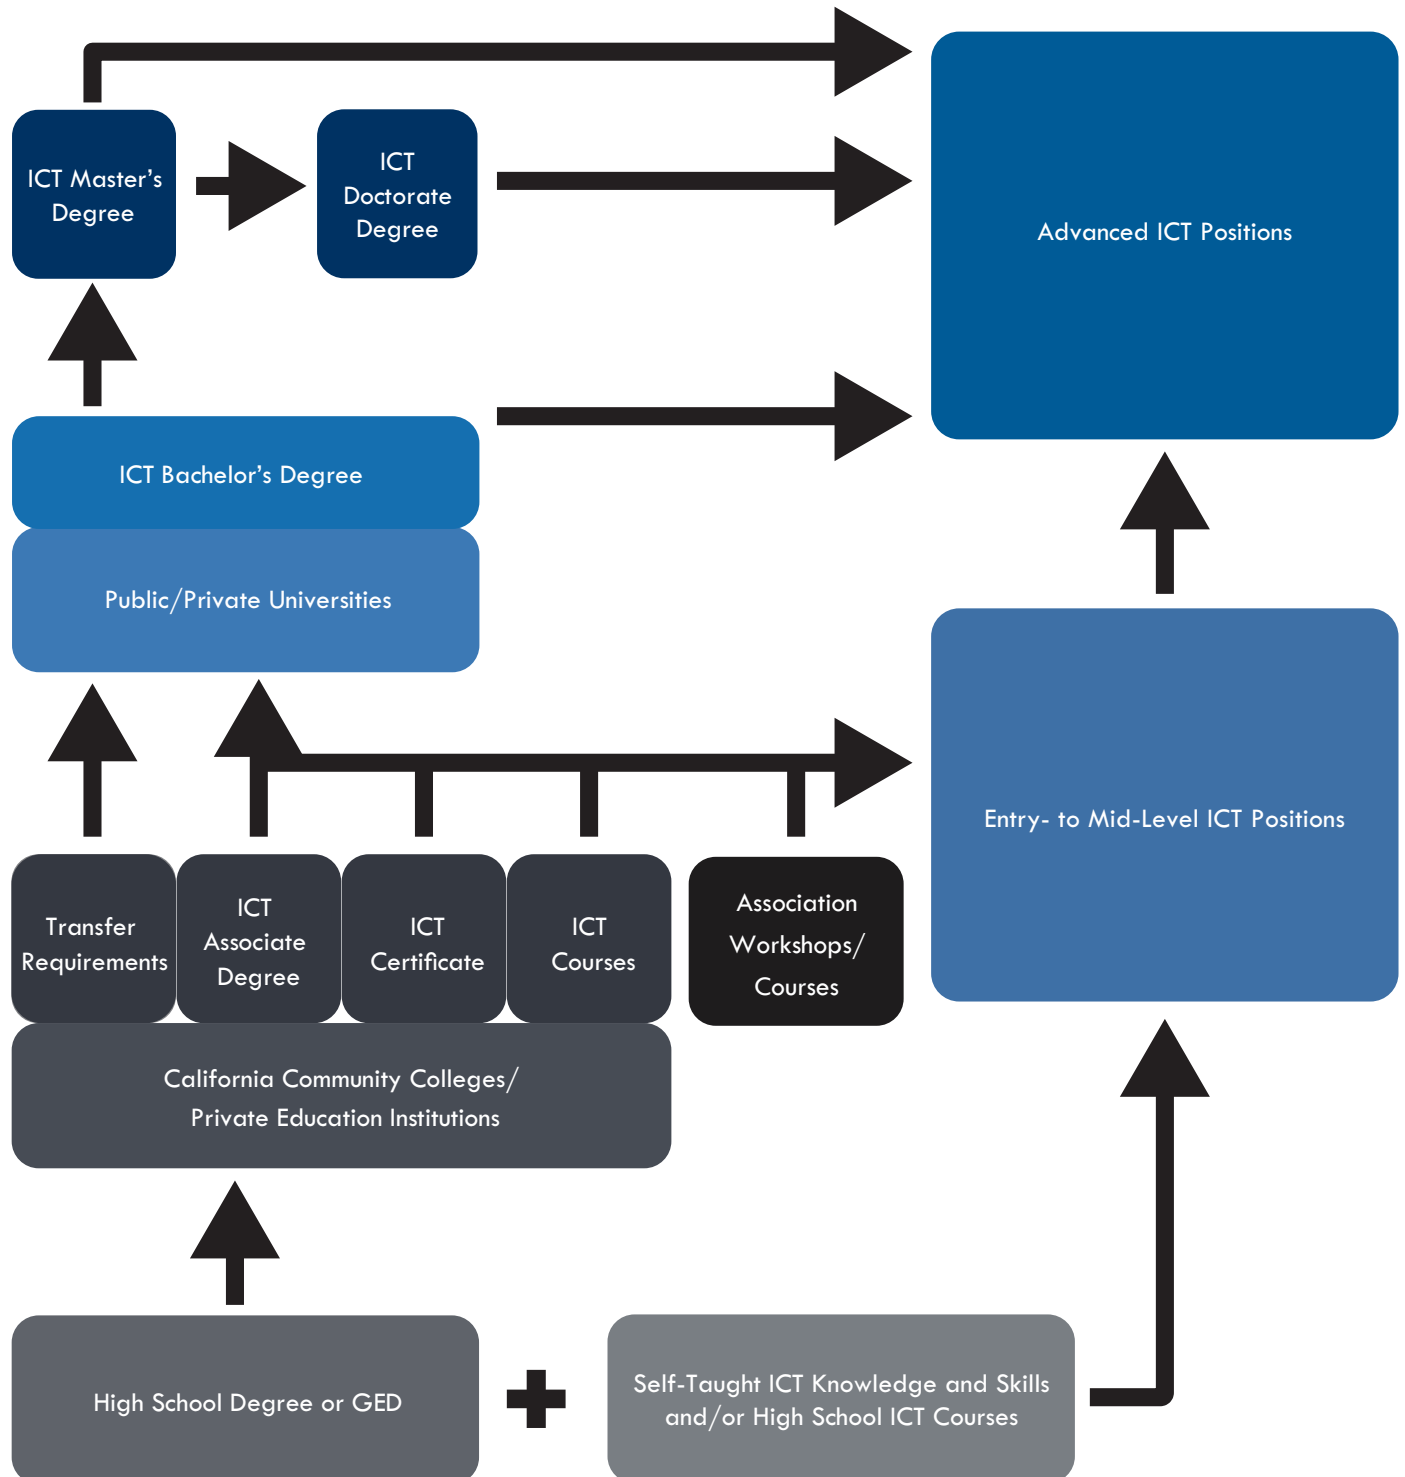 ICT Master’s
Degree
ICT
Doctorate
Degree
Advanced ICT Positions
ICT Bachelor’s Degree
Public/Private Universities
Entry- to Mid-Level ICT Positions
Transfer
Requirements
ICT
Associate
Degree
ICT
Certificate
ICT
Courses
Association
Workshops/
Courses
California Community Colleges/
Private Education Institutions
High School Degree or GED
Self-Taught ICT Knowledge and Skills
and/or High School ICT Courses